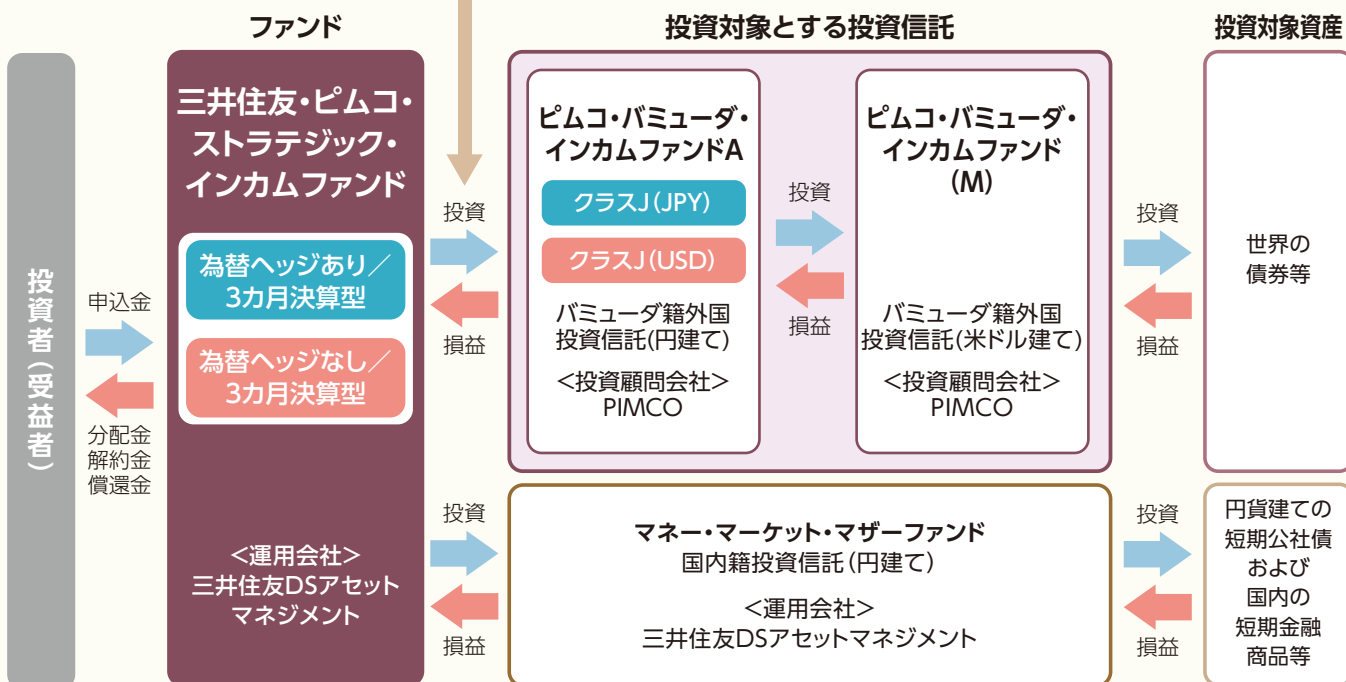 ファンド
投資対象とする投資信託
投資対象資産
投資者(受益者)
申込金
分配金
解約金
償還金
三井住友・ピムコ・
ストラテジック・
インカムファンド
為替ヘッジあり／
3カ月決算型
為替ヘッジなし／
3カ月決算型
<運用会社>
三井住友DSアセット
マネジメント
投資
損益
ピムコ・バミューダ・
インカムファンドA
クラスJ(JPY)
クラスJ(USD)
バミューダ籍外国
投資信託(円建て)
<投資顧問会社>
PIMCO
投資
損益
ピムコ・バミューダ・
インカムファンド
(M)
バミューダ籍外国
投資信託(米ドル建て)
<投資顧問会社>
PIMCO
投資
損益
世界の
債券等
投資
損益
マネー・マーケット・マザーファンド
国内籍投資信託(円建て)
<運用会社>
三井住友DSアセットマネジメント
投資
損益
円貨建ての
短期公社債
および
国内の
短期金融
商品等